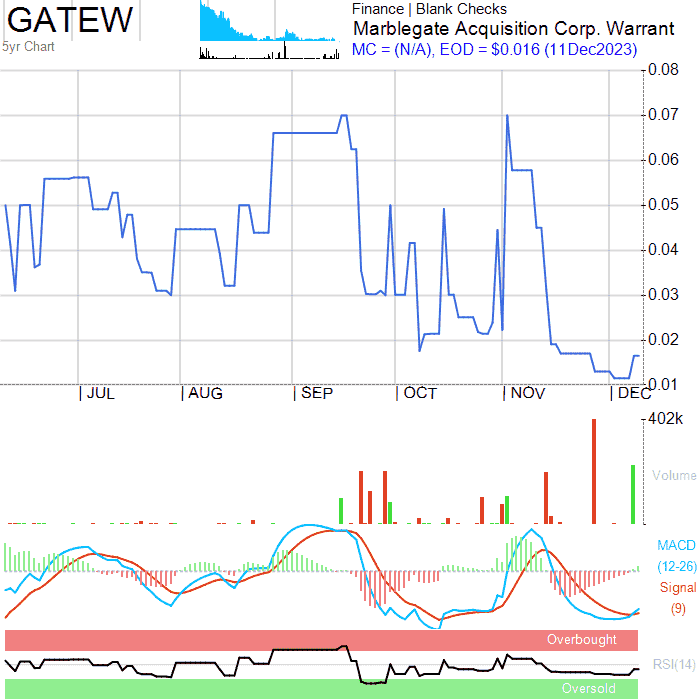 GATEW
5yr Chart
Finance | Blank Checks
Marblegate Acquisition Corp. Warrant
MC = (N/A), EOD = $0.016 (11Dec2023)
0.08
0.07
0.06
0.05
0.04
0.03
0.02
0.01
| JUL | AUG | SEP | OCT | NOV | DEC
402k
Volume
MACD
(12-26)
Signal
(9)
Overbought
RSI(14)
Oversold